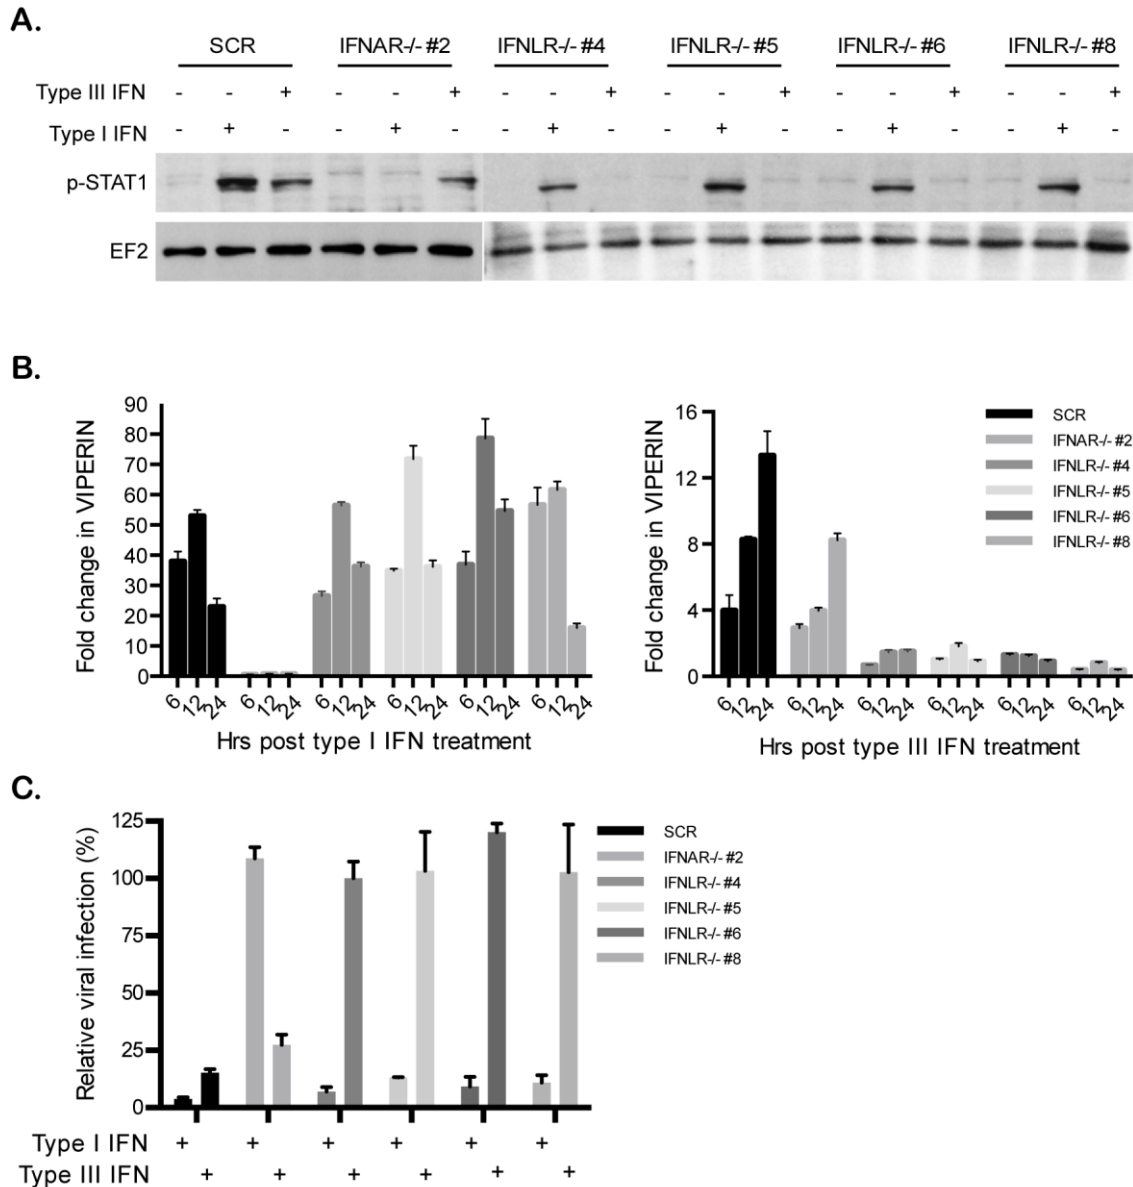 A.
SCR IFNAR-/- #2 IFNLR-/- #4 IFNLR-/- #5 IFNLR-/- #6 IFNLR-/- #8
Type III IFN - - + - - + - - + - - + - - + - - +
Type I IFN - + - - + - - + - - + - - + - - + -
p-STAT1
EF2
B.
Fold change in VIPERIN
90
80
70
60
50
40
30
20
10
0
6 12 24 6 12 24 6 12 24 6 12 24 6 12 24 6 12 24
Hrs post type I IFN treatment
Fold change in VIPERIN
16
12
8
4
0
6 12 24 6 12 24 6 12 24 6 12 24 6 12 24 6 12 24
Hrs post type III IFN treatment
SCR
IFNAR-/- #2
IFNLR-/- #4
IFNLR-/- #5
IFNLR-/- #6
IFNLR-/- #8
C.
Relative viral infection (%)
125
100
75
50
25
0
Type I IFN + + + + + +
Type III IFN + + + + + +
SCR
IFNAR-/- #2
IFNLR-/- #4
IFNLR-/- #5
IFNLR-/- #6
IFNLR-/- #8